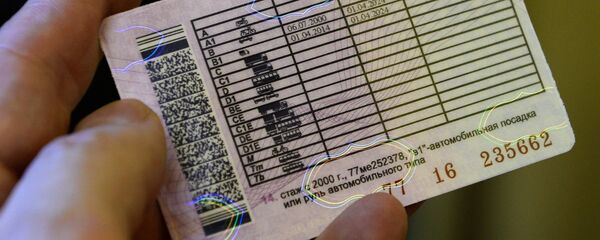 01.04.2020 01.04.2024
06.07.2000
01.04.2014
A
A1
B
B1
C
C1
D
D1
BE
CE
C1E
DE
D1E
M
Tm
Tb
14. стаж с 2000 г., 77ме252378, "в1"-автомобильная посадка
или руль автомобильного типа
77 16 235662